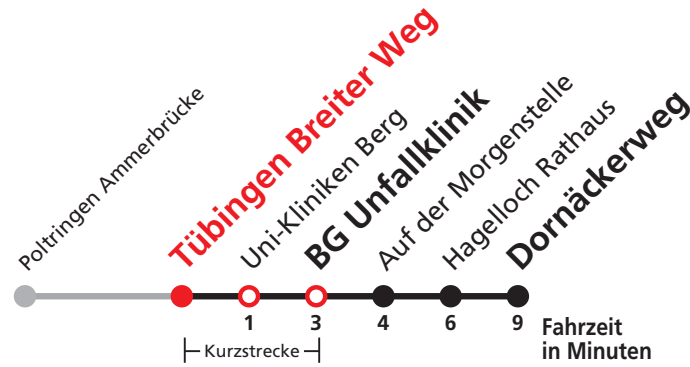 Poltringen Ammerbrücke
Tübingen Breiter Weg
Uni-Kliniken Berg
BG Unfallklinik
Auf der Morgenstelle
Hagelloch Rathaus
Dornäckerweg
1 3 4 6 9 Fahrzeit
in Minuten
Kurzstrecke